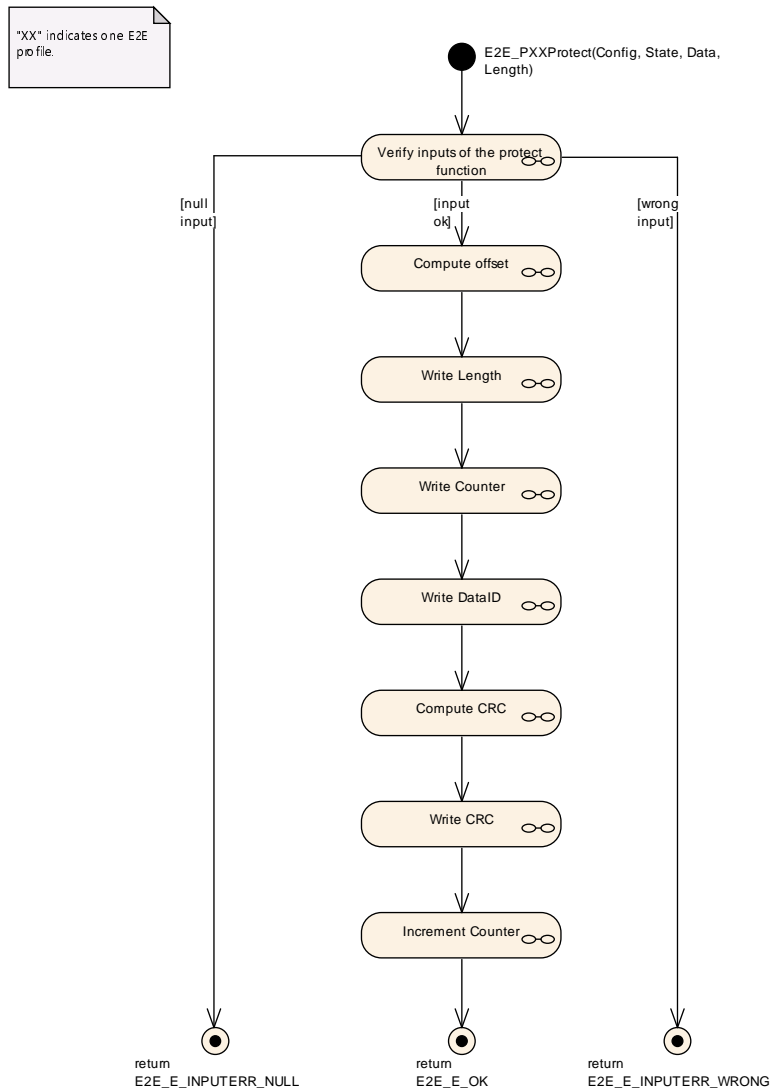 "XX" indicates one E2E
profile.
E2E_PXXProtect(Config, State, Data,
Length)
Verify inputs of the protect
function
[null
input]
[input
ok]
[wrong
input]
Compute offset
Write Length
Write Counter
Write DataID
Compute CRC
Write CRC
Increment Counter
return
E2E_E_INPUTERR_NULL
return
E2E_E_OK
return
E2E_E_INPUTERR_WRONG